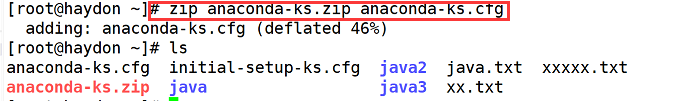 [root@haydon ~]# zip anaconda-ks.zip anaconda-ks.cfg
  adding: anaconda-ks.cfg (deflated 46%)
[root@haydon ~]# ls
anaconda-ks.cfg  initial-setup-ks.cfg  java2  java.txt  xxxxx.txt
anaconda-ks.zip  java                  java3  xx.txt